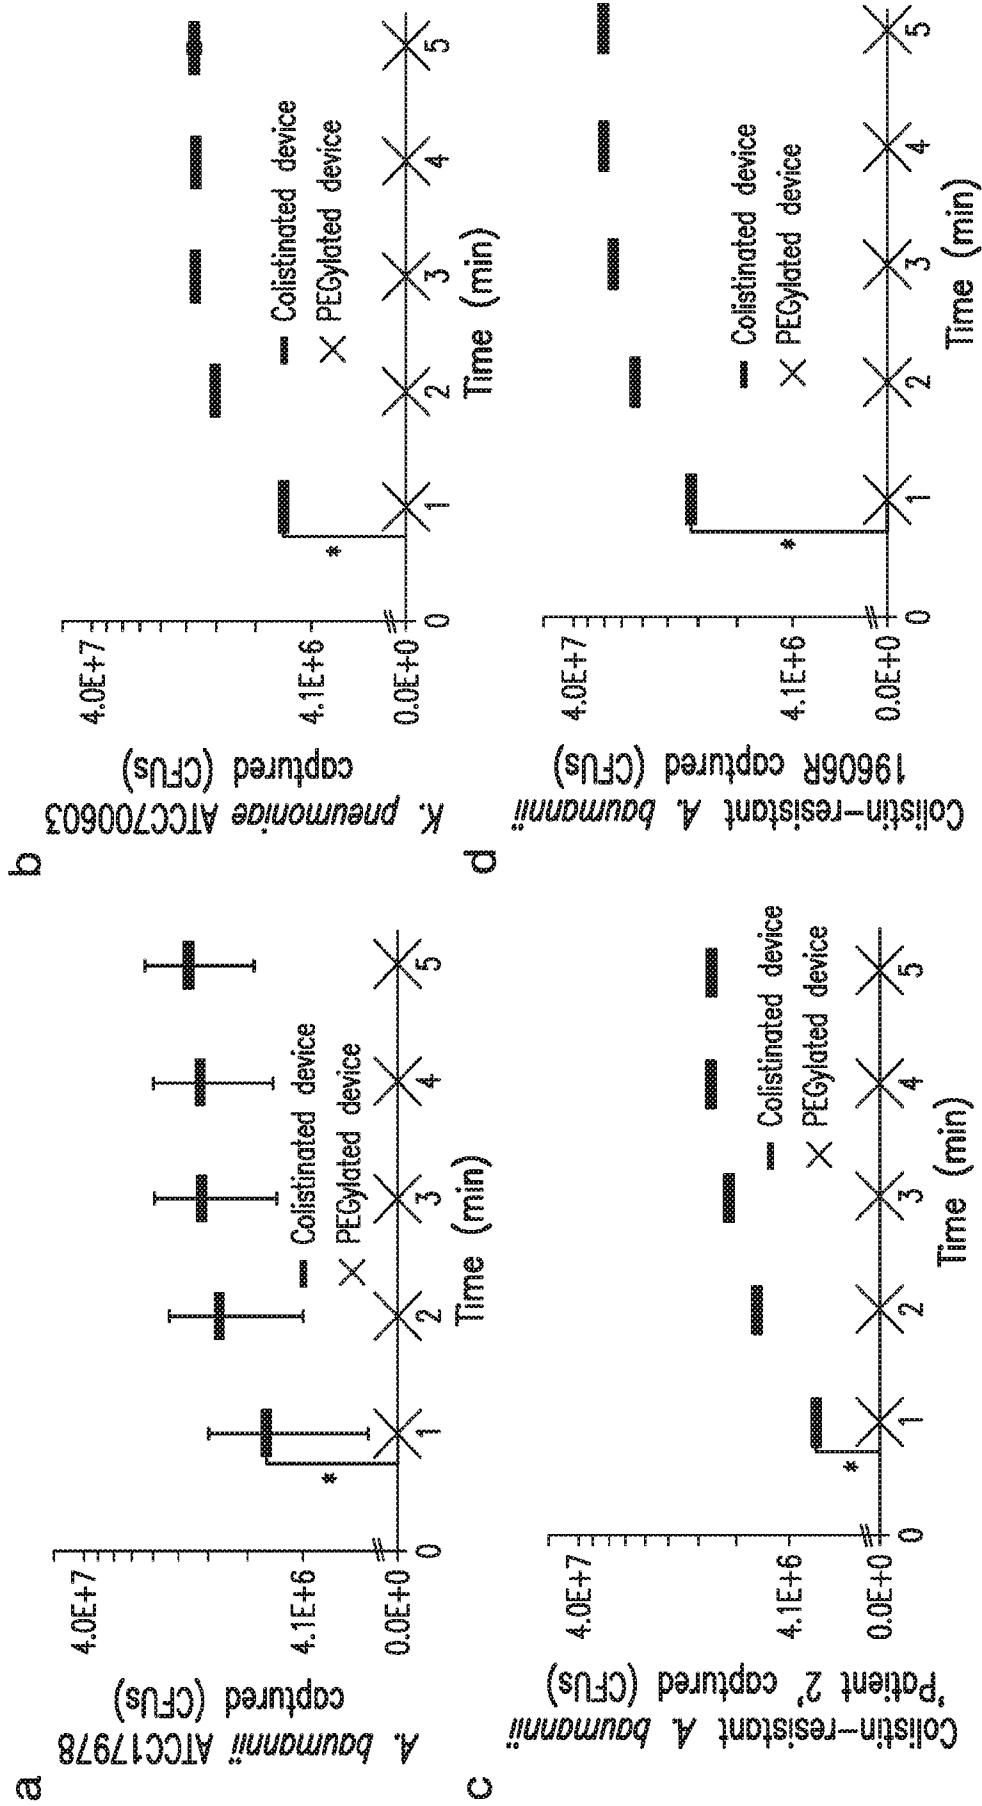 a
A. baumannii ATCC17978
captured (CFUs)
4.0E+7
4.1E+6
0.0E+0
0 1 2 3 4 5
Time (min)
Colistinated device
PEGylated device
*
b
K. pneumoniae ATCC700603
captured (CFUs)
4.0E+7
4.1E+6
0.0E+0
0 1 2 3 4 5
Time (min)
Colistinated device
PEGylated device
*
c
Colistin-resistant A. baumannii
"Patient 2" captured (CFUs)
4.0E+7
4.1E+6
0.0E+0
0 1 2 3 4 5
Time (min)
Colistinated device
PEGylated device
*
d
Colistin-resistant A. baumannii
19606R captured (CFUs)
4.0E+7
4.1E+6
0.0E+0
0 1 2 3 4 5
Time (min)
Colistinated device
PEGylated device
*